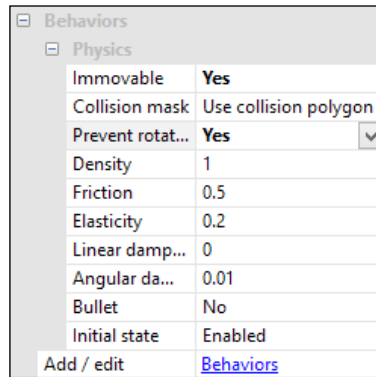 Behaviors
Physics
Immovable Yes
Collision mask Use collision polygon
Prevent rotat... Yes
Density 1
Friction 0.5
Elasticity 0.2
Linear damp... 0
Angular da... 0.01
Bullet No
Initial state Enabled
Add / edit Behaviors